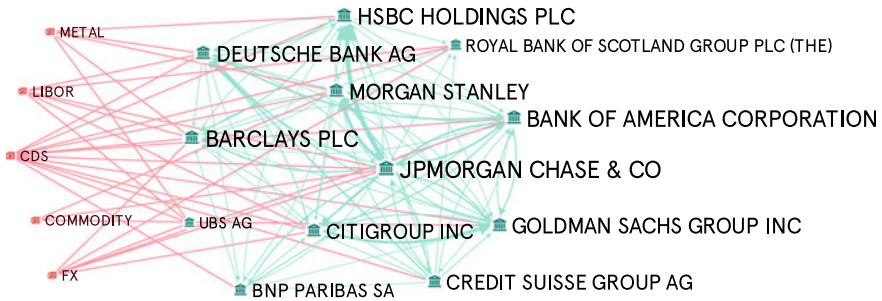 HSBC HOLDINGS PLC
METAL
ROYAL BANK OF SCOTLAND GROUP PLC (THE)
DEUTSCHE BANK AG
LIBOR
MORGAN STANLEY
BANK OF AMERICA CORPORATION
BARCLAYS PLC
CDS
JPMORGAN CHASE & CO
COMMODITY
UBS AG
CITIGROUP INC
GOLDMAN SACHS GROUP INC
FX
CREDIT SUISSE GROUP AG
BNP PARIBAS SA